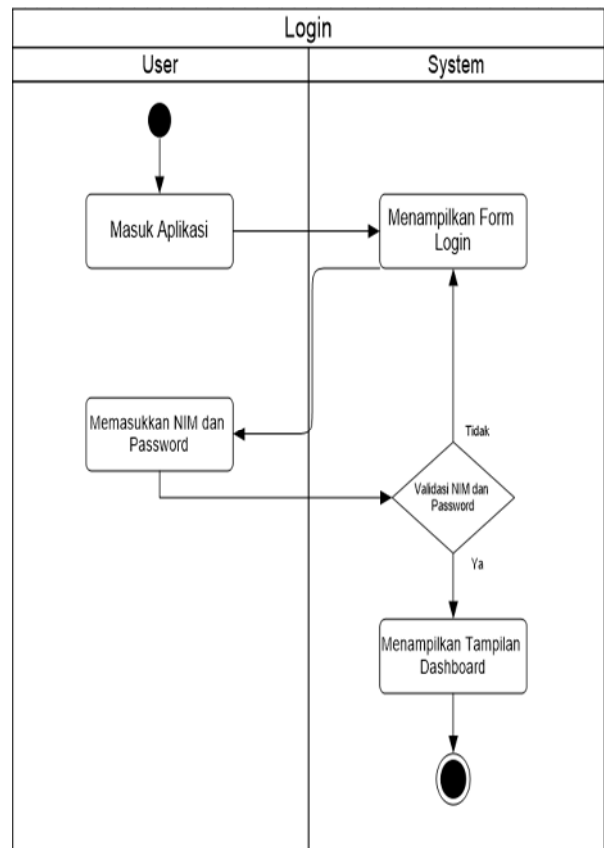 Login
User
System
Masuk Aplikasi
Menampilkan Form
Login
Memasukkan NIM dan
Password
Tidak
Validasi NIM dan
Password
Ya
Menampilkan Tampilan
Dashboard